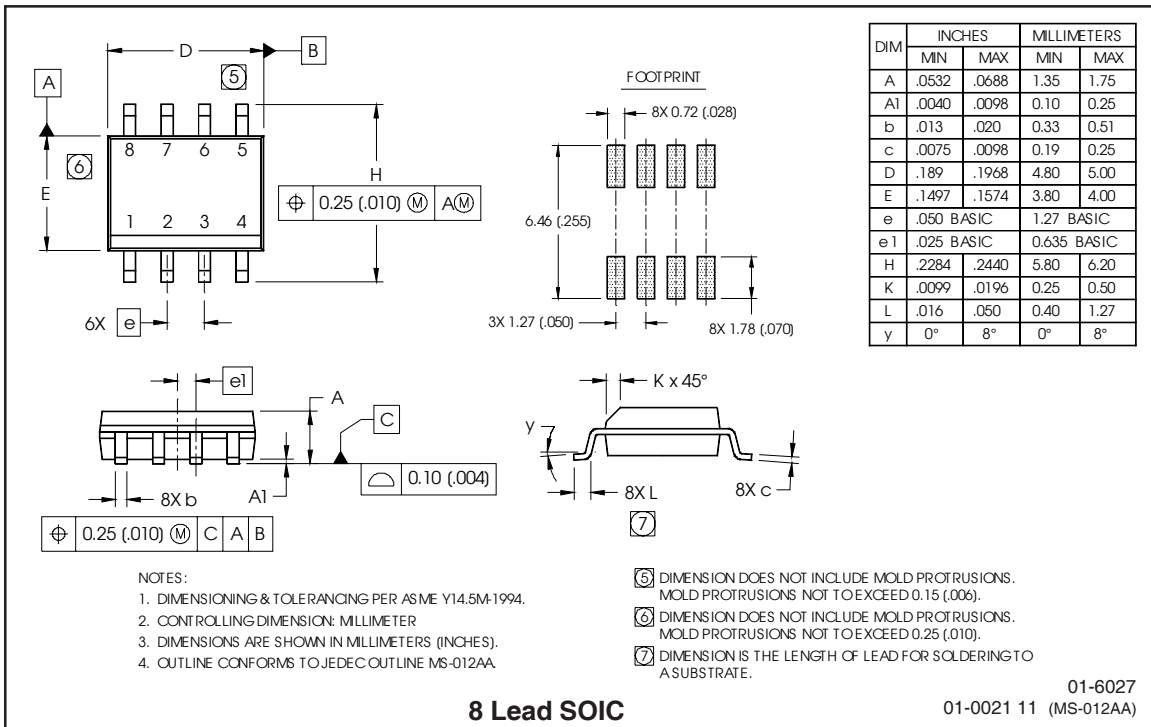 D
B
5
A
8 7 6 5
6
E
H
⌖ 0.25 (.010) Ⓜ A Ⓜ
1 2 3 4
6X e
FOOTPRINT
8X 0.72 (.028)
6.46 (.255)
3X 1.27 (.050)
8X 1.78 (.070)
DIM INCHES MILLIMETERS
MIN MAX MIN MAX
A .0532 .0688 1.35 1.75
A1 .0040 .0098 0.10 0.25
b .013 .020 0.33 0.51
c .0075 .0098 0.19 0.25
D .189 .1968 4.80 5.00
E .1497 .1574 3.80 4.00
e .050 BASIC 1.27 BASIC
e1 .025 BASIC 0.635 BASIC
H .2284 .2440 5.80 6.20
K .0099 .0196 0.25 0.50
L .016 .050 0.40 1.27
y 0° 8° 0° 8°
e1
A
C
⌓ 0.10 (.004)
8X b
A1
⌖ 0.25 (.010) Ⓜ C A B
K x 45°
y
8X L
7
8X c
NOTES:
1. DIMENSIONING & TOLERANCING PER ASME Y14.5M-1994.
2. CONTROLLING DIMENSION: MILLIMETER
3. DIMENSIONS ARE SHOWN IN MILLIMETERS (INCHES).
4. OUTLINE CONFORMS TO JEDEC OUTLINE MS-012AA.
5 DIMENSION DOES NOT INCLUDE MOLD PROTRUSIONS.
MOLD PROTRUSIONS NOT TO EXCEED 0.15 (.006).
6 DIMENSION DOES NOT INCLUDE MOLD PROTRUSIONS.
MOLD PROTRUSIONS NOT TO EXCEED 0.25 (.010).
7 DIMENSION IS THE LENGTH OF LEAD FOR SOLDERING TO
A SUBSTRATE.
8 Lead SOIC
01-6027
01-0021 11 (MS-012AA)